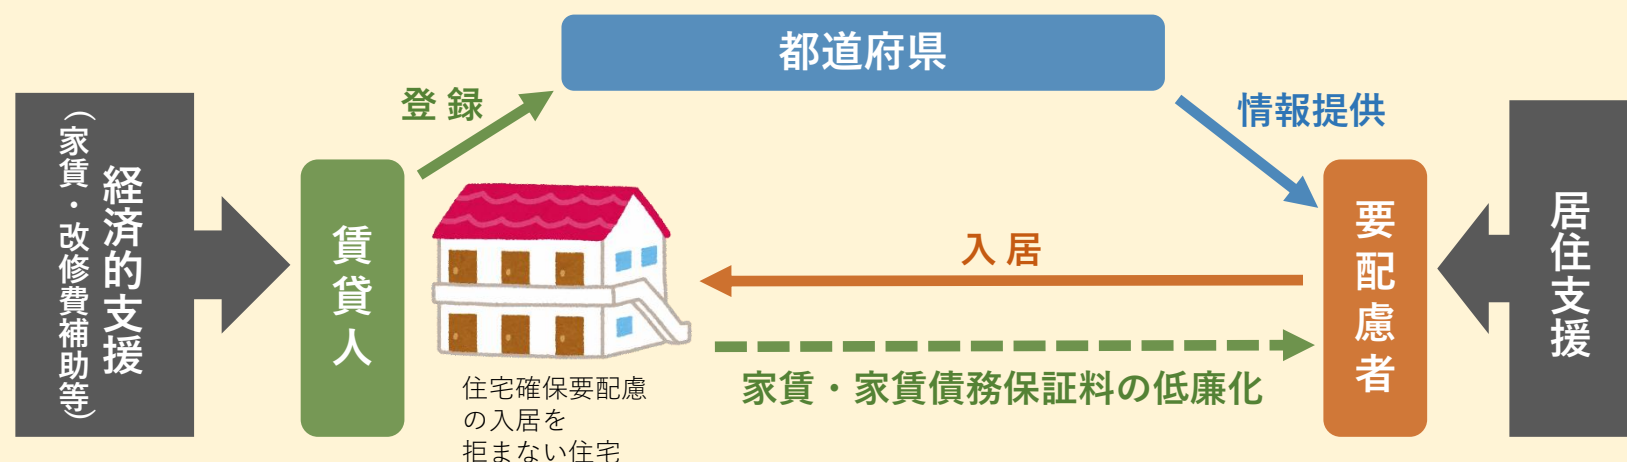 都道府県
登録
情報提供
経済的支援
（家賃・改修費補助等）
賃貸人
入居
要配慮者
居住支援
家賃・家賃債務保証料の低廉化
住宅確保要配慮
の入居を
拒まない住宅